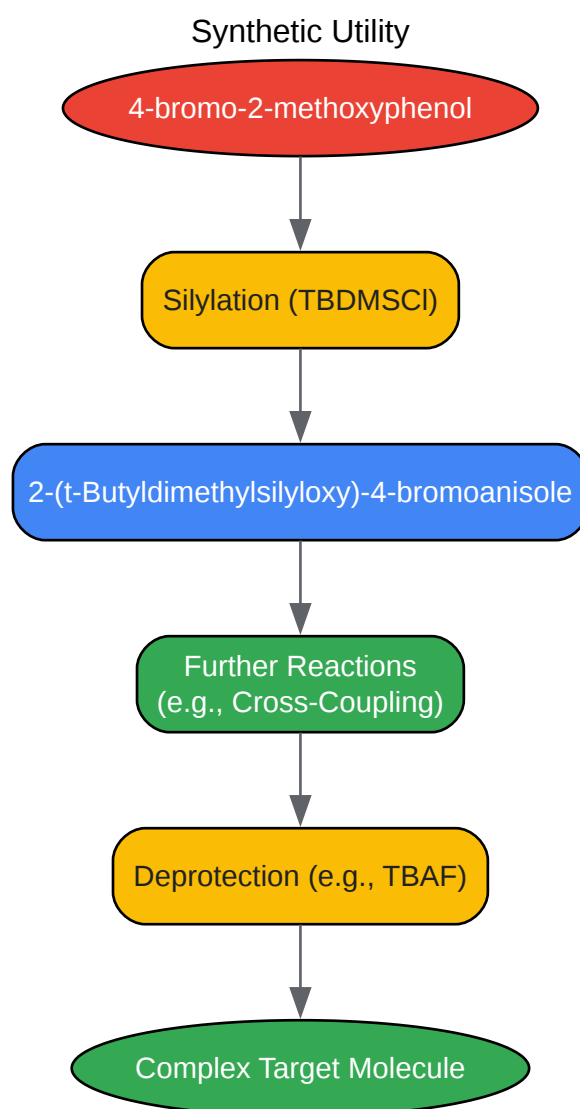 Synthetic Utility
4-bromo-2-methoxyphenol
Silylation (TBDMSCl)
2-(t-Butyldimethylsilyloxy)-4-bromoanisole
Further Reactions
(e.g., Cross-Coupling)
Deprotection (e.g., TBAF)
Complex Target Molecule